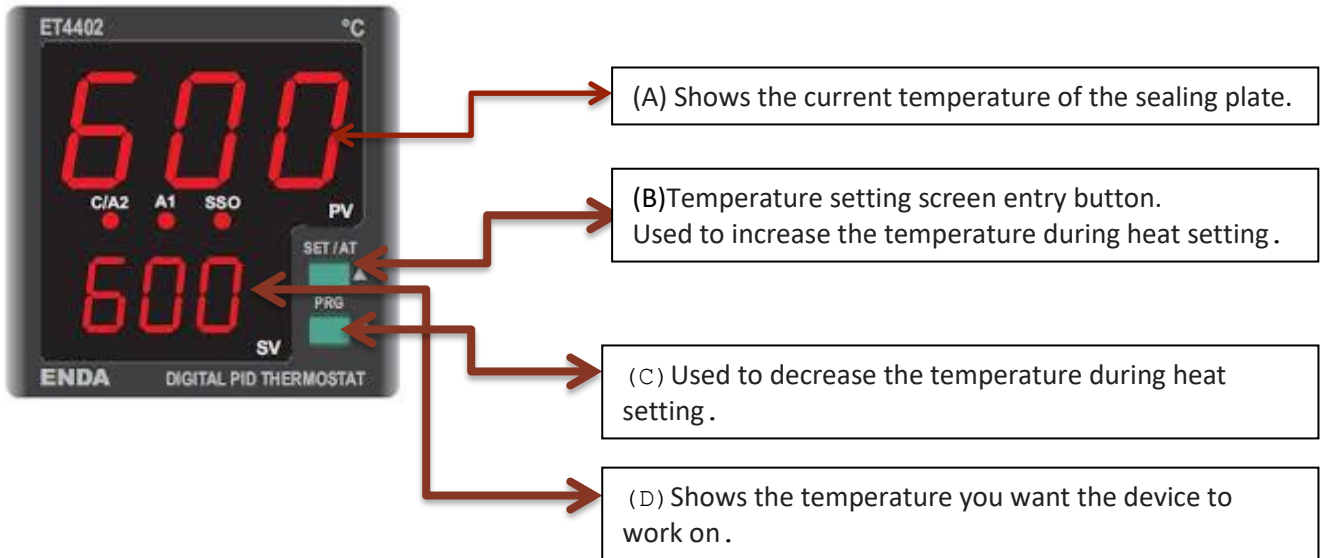 ET4402 °C
600
C/A2 A1 SSO
PV
SET/AT
600
PRG
SV
ENDA DIGITAL PID THERMOSTAT
(A) Shows the current temperature of the sealing plate.
(B)Temperature setting screen entry button.
Used to increase the temperature during heat setting.
(C) Used to decrease the temperature during heat
setting.
(D) Shows the temperature you want the device to
work on.